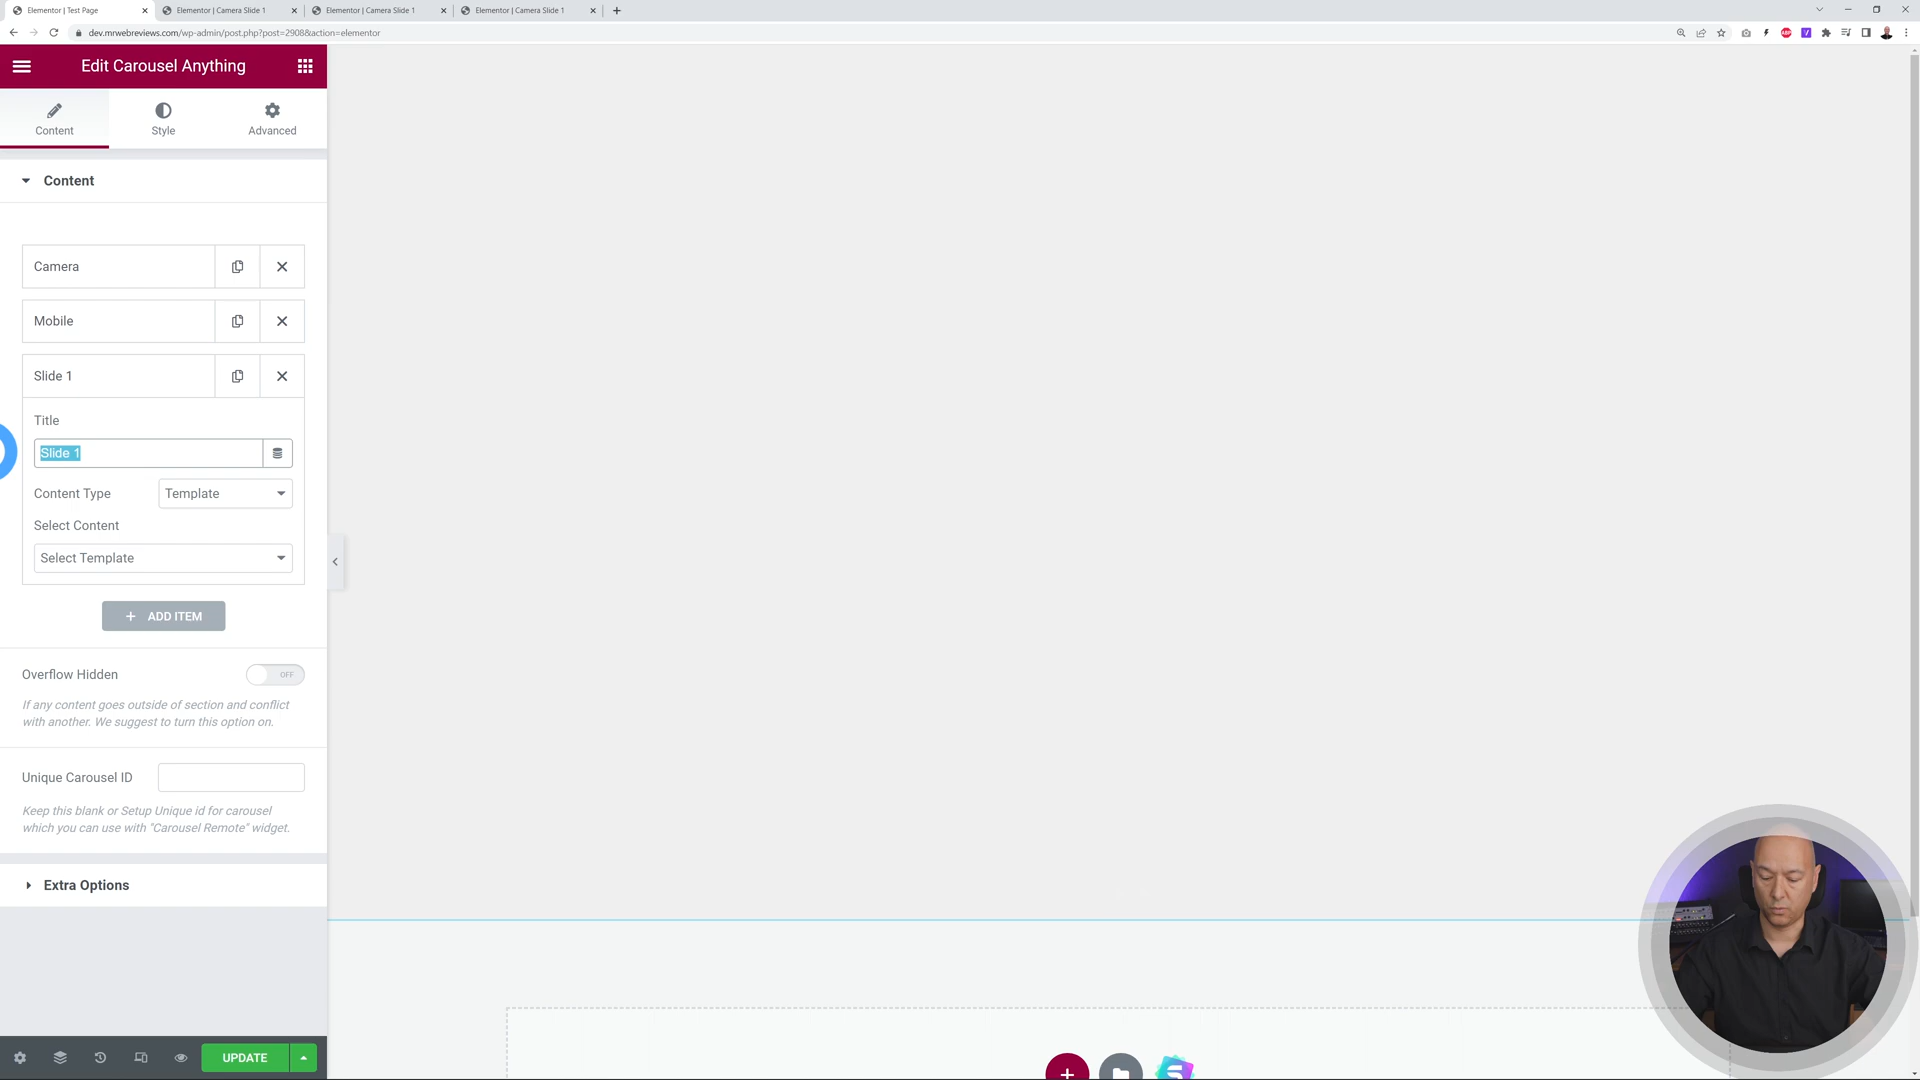 Elementor | Test Page
Elementor | Camera Slide 1
Elementor | Camera Slide 1
Elementor | Camera Slide 1
dev.mrwebreviews.com/wp-admin/post.php?post=2908&action=elementor
ABP
Edit Carousel Anything
Content
Style
Advanced
Content
Camera
Mobile
Slide 1
Title
Slide 1
Content Type
Template
Select Content
Select Template
+ ADD ITEM
Overflow Hidden
OFF
If any content goes outside of section and conflict
with another. We suggest to turn this option on.
Unique Carousel ID
Keep this blank or Setup Unique id for carousel
which you can use with "Carousel Remote" widget.
Extra Options
UPDATE